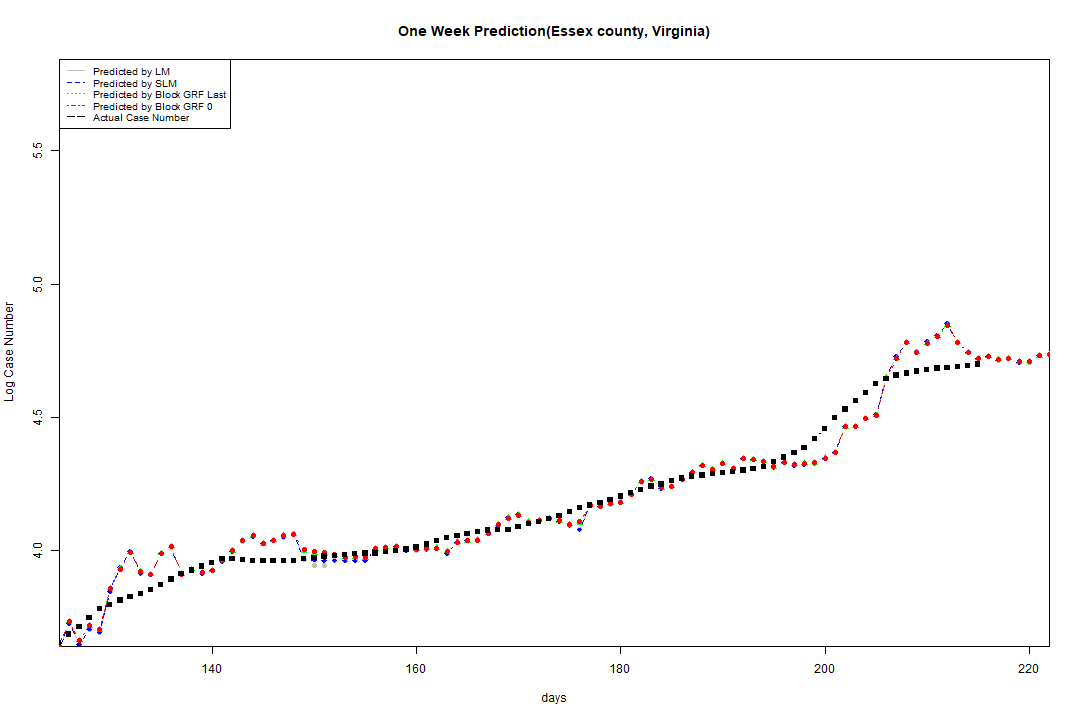 One Week Prediction(Essex county, Virginia)
Predicted by LM
Predicted by SLM
Predicted by Block GRF Last
Predicted by Block GRF 0
Actual Case Number
5.5
5.0
4.5
4.0
Log Case Number
140
160
180
200
220
days